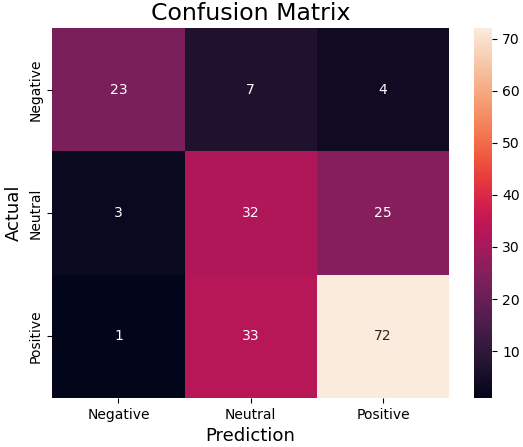 Confusion Matrix
Actual
Negative
23 7 4
Neutral
3 32 25
Positive
1 33 72
Negative Neutral Positive
Prediction
70
60
50
40
30
20
10